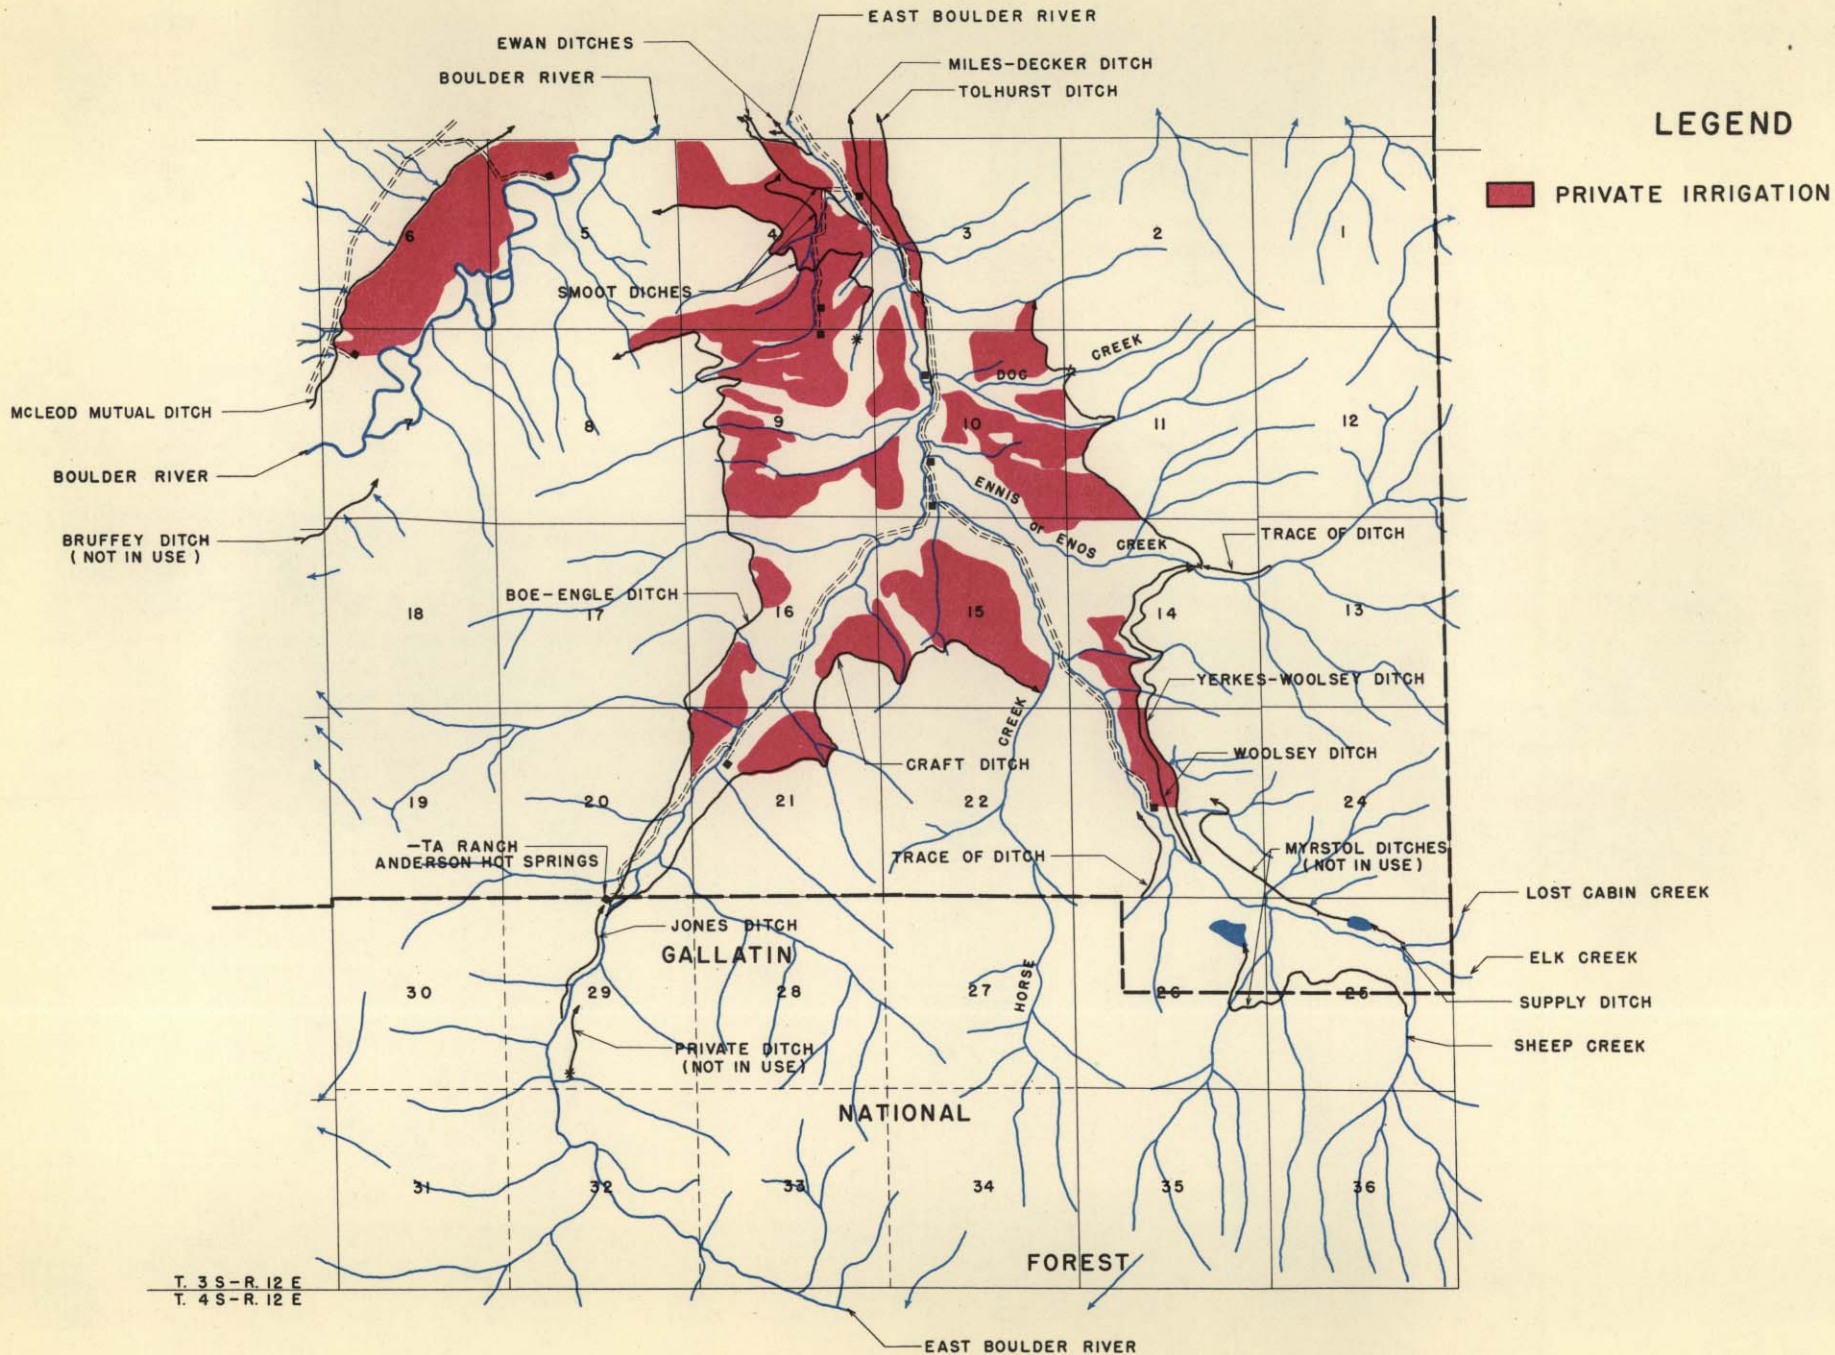 EAST BOULDER RIVER
EWAN DITCHES
BOULDER RIVER
MILES-DECKER DITCH
TOLHURST DITCH
LEGEND
PRIVATE IRRIGATION
6
5
4
3
2
1
SMOOT DICHES
DOG CREEK
MCLEOD MUTUAL DITCH
7
8
9
10
11
12
BOULDER RIVER
ENNIS or ENOS CREEK
BRUFFEY DITCH
( NOT IN USE )
TRACE OF DITCH
BOE-ENGLE DITCH
18
17
16
15
14
13
YERKES-WOOLSEY DITCH
CREEK
WOOLSEY DITCH
CRAFT DITCH
19
20
21
22
24
-TA RANCH
ANDERSON HOT SPRINGS
TRACE OF DITCH
MYRSTOL DITCHES
(NOT IN USE)
LOST CABIN CREEK
JONES DITCH
GALLATIN
ELK CREEK
30
29
28
27
HORSE
26
25
SUPPLY DITCH
PRIVATE DITCH
(NOT IN USE)
SHEEP CREEK
NATIONAL
31
32
33
34
35
36
FOREST
T. 3 S-R. 12 E
T. 4 S-R. 12 E
EAST BOULDER RIVER